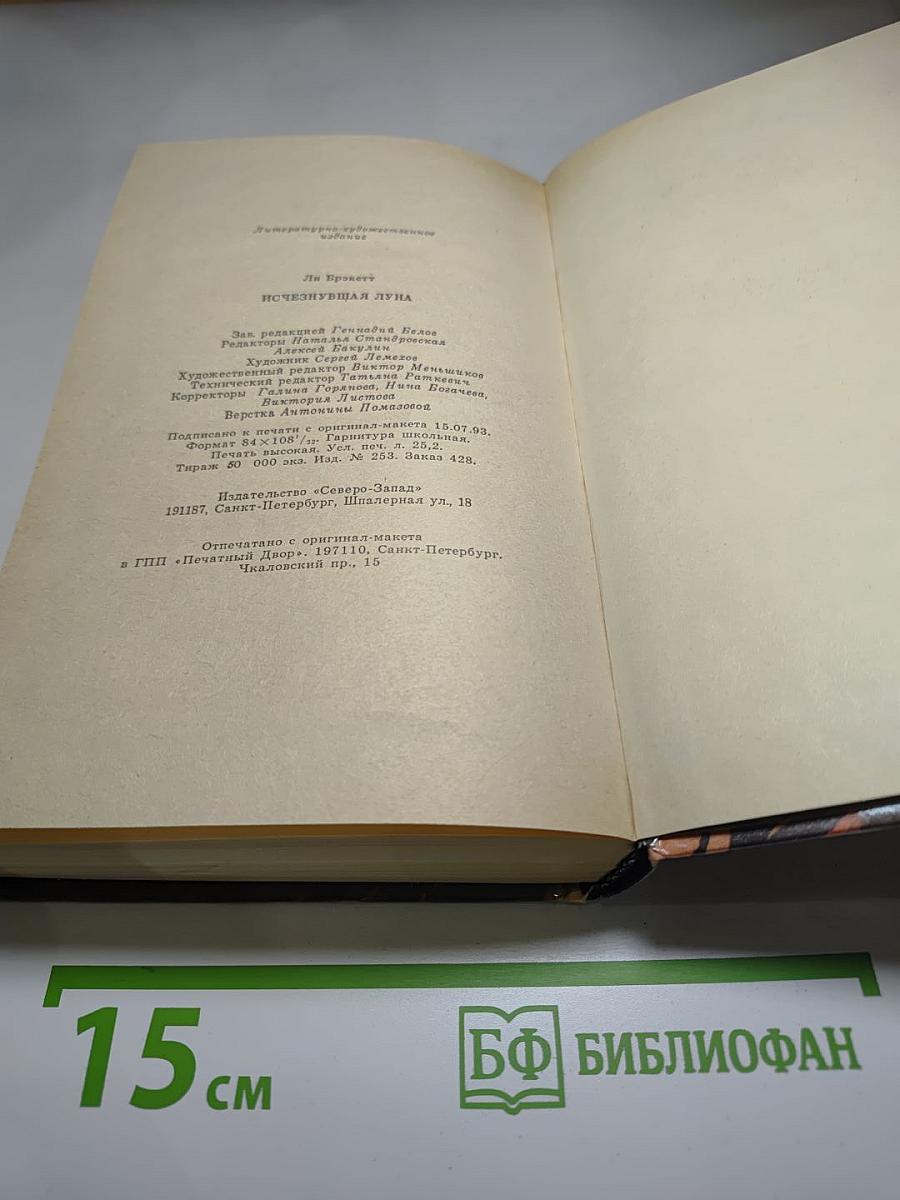 Литературно-художественное
издание
Ли Брэкетт
ИСЧЕЗНУВШАЯ ЛУНА
Зав. редакцией Геннадий Белов
Редакторы Наталья Стандровская
Алексей Бакулин
Художник Сергей Лемехов
Художественный редактор Виктор Меньшиков
Технический редактор Татьяна Раткевич
Корректоры Галина Горянова, Нина Богачева,
Виктория Листова
Верстка Антонины Помазовой
Подписано к печати с оригинал-макета 15.07.93.
Формат 84×108¹/₃₂. Гарнитура школьная.
Печать высокая. Усл. печ. л. 25,2.
Тираж 50 000 экз. Изд. № 253. Заказ 428.
Издательство «Северо-Запад»
191187, Санкт-Петербург, Шпалерная ул., 18
Отпечатано с оригинал-макета
в ГПП «Печатный Двор». 197110, Санкт-Петербург.
Чкаловский пр., 15
15 см
БФ БИБЛИОФАН